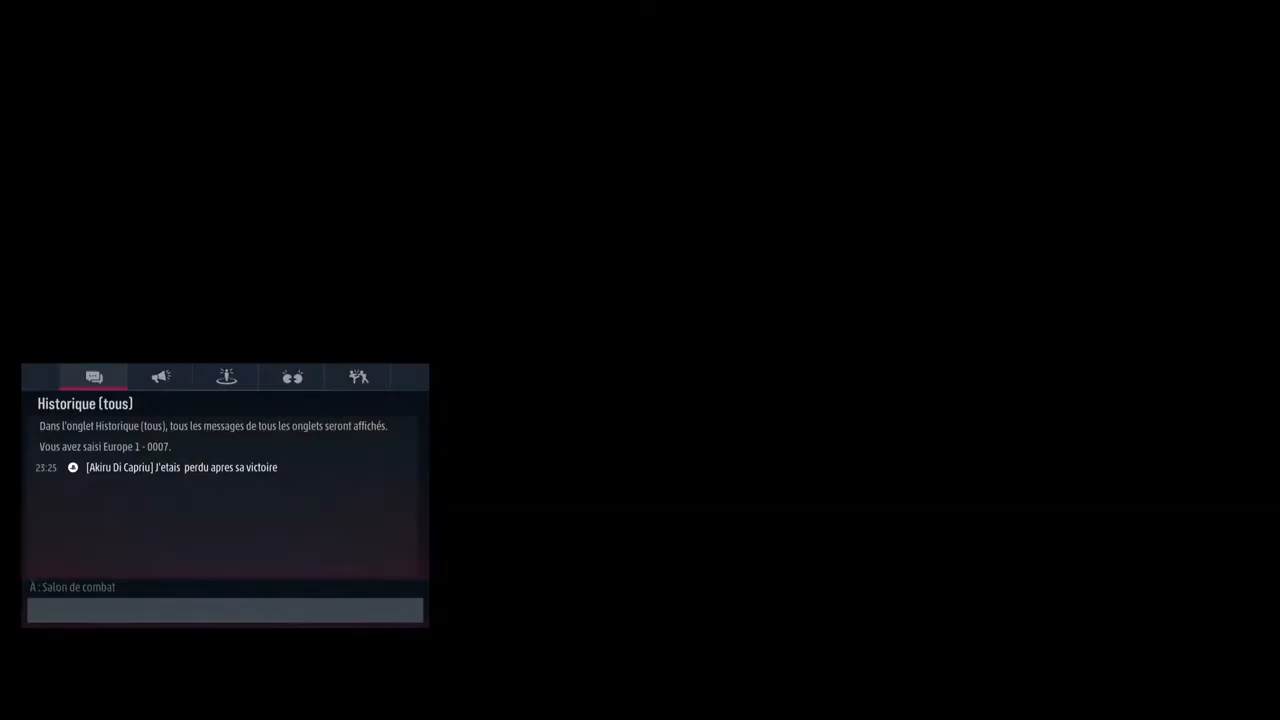 Historique (tous)
Dans l'onglet Historique (tous), tous les messages de tous les onglets seront affichés.
Vous avez saisi Europe 1 - 0007.
23:25 [Akiru Di Capriu] J'etais perdu apres sa victoire
À : Salon de combat